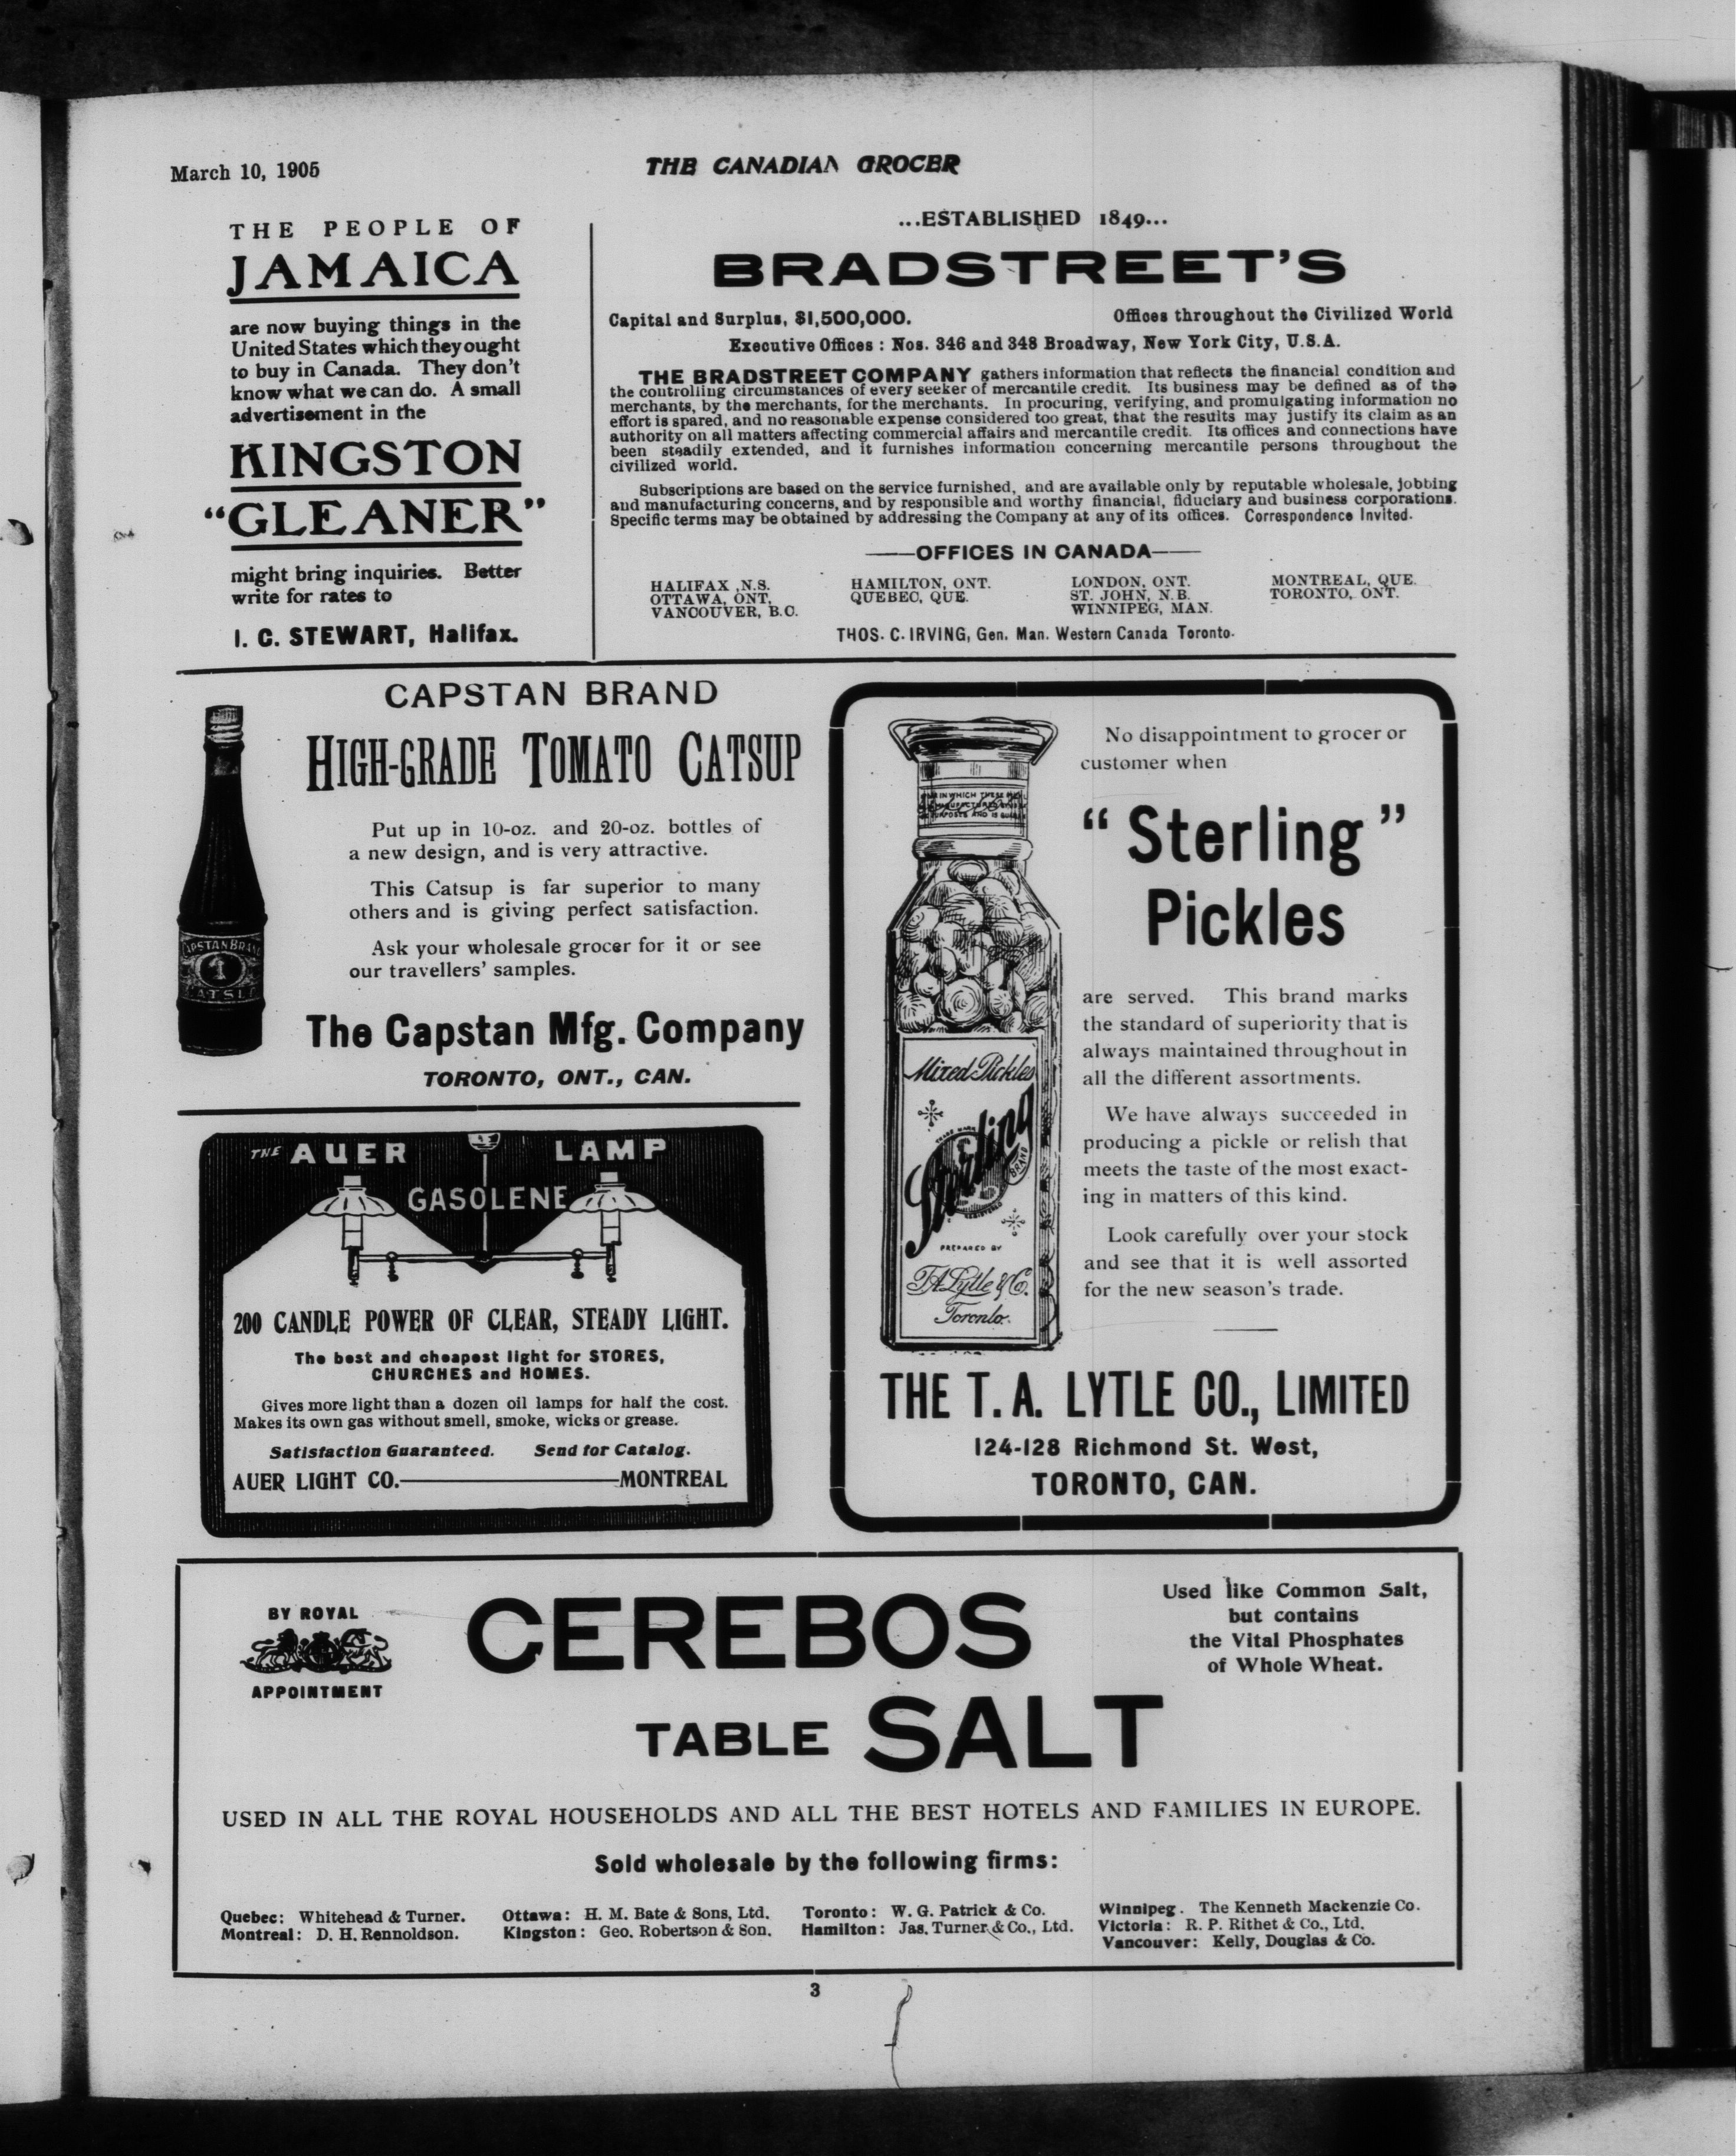 March 10, 1905
THE CANADIAN GROCER
THE PEOPLE OF
JAMAICA
are now buying things in the
United States which they ought
to buy in Canada. They don't
know what we can do. A small
advertisement in the
KINGSTON
"GLEANER"
might bring inquiries. Better
write for rates to
I. C. STEWART, Halifax.
...ESTABLISHED 1849...
BRADSTREET'S
Capital and Surplus, $1,500,000.
Offices throughout the Civilized World
Executive Offices : Nos. 346 and 348 Broadway, New York City, U.S.A.
THE BRADSTREET COMPANY gathers information that reflects the financial condition and
the controlling circumstances of every seeker of mercantile credit. Its business may be defined as of the
merchants, by the merchants, for the merchants. In procuring, verifying, and promulgating information no
effort is spared, and no reasonable expense considered too great, that the results may justify its claim as an
authority on all matters affecting commercial affairs and mercantile credit. Its offices and connections have
been steadily extended, and it furnishes information concerning mercantile persons throughout the
civilized world.
Subscriptions are based on the service furnished, and are available only by reputable wholesale, jobbing
and manufacturing concerns, and by responsible and worthy financial, fiduciary and business corporations.
Specific terms may be obtained by addressing the Company at any of its offices. Correspondence Invited.
——OFFICES IN CANADA——
HALIFAX ,N.S. HAMILTON, ONT. LONDON, ONT. MONTREAL, QUE.
OTTAWA, ONT. QUEBEC, QUE. ST. JOHN, N.B. TORONTO, ONT.
VANCOUVER, B.C. WINNIPEG, MAN.
THOS. C. IRVING, Gen. Man. Western Canada Toronto.
CAPSTAN BRAND
HIGH-GRADE TOMATO CATSUP
Put up in 10-oz. and 20-oz. bottles of
a new design, and is very attractive.
This Catsup is far superior to many
others and is giving perfect satisfaction.
Ask your wholesale grocer for it or see
our travellers' samples.
The Capstan Mfg. Company
TORONTO, ONT., CAN.
CAPSTAN BRAND
CATSUP
THE AUER LAMP
GASOLENE
200 CANDLE POWER OF CLEAR, STEADY LIGHT.
The best and cheapest light for STORES,
CHURCHES and HOMES.
Gives more light than a dozen oil lamps for half the cost.
Makes its own gas without smell, smoke, wicks or grease.
Satisfaction Guaranteed. Send for Catalog.
AUER LIGHT CO.——MONTREAL
IN WHICH THESE
Mixed Pickles
TRADE MARK
Sterling
BRAND
REGISTERED
PREPARED BY
T.A. Lytle & Co.
Toronto.
No disappointment to grocer or
customer when
"Sterling"
Pickles
are served. This brand marks
the standard of superiority that is
always maintained throughout in
all the different assortments.
We have always succeeded in
producing a pickle or relish that
meets the taste of the most exact-
ing in matters of this kind.
Look carefully over your stock
and see that it is well assorted
for the new season's trade.
THE T. A. LYTLE CO., LIMITED
124-128 Richmond St. West,
TORONTO, CAN.
BY ROYAL
APPOINTMENT
CEREBOS
TABLE SALT
Used like Common Salt,
but contains
the Vital Phosphates
of Whole Wheat.
USED IN ALL THE ROYAL HOUSEHOLDS AND ALL THE BEST HOTELS AND FAMILIES IN EUROPE.
Sold wholesale by the following firms:
Quebec: Whitehead & Turner.
Montreal: D. H. Rennoldson.
Ottawa: H. M. Bate & Sons, Ltd.
Kingston: Geo. Robertson & Son.
Toronto: W. G. Patrick & Co.
Hamilton: Jas. Turner & Co., Ltd.
Winnipeg. The Kenneth Mackenzie Co.
Victoria: R. P. Rithet & Co., Ltd.
Vancouver: Kelly, Douglas & Co.
3